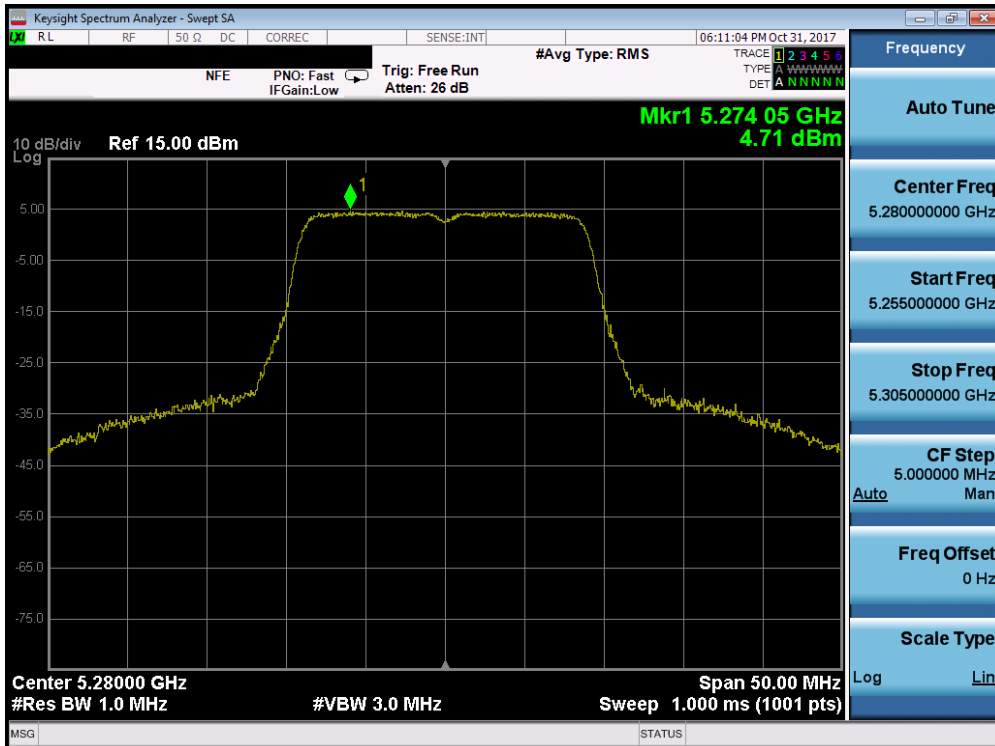 Keysight Spectrum Analyzer - Swept SA
LXI RL RF 50 Ω DC CORREC SENSE:INT 06:11:04 PM Oct 31, 2017
NFE PNO: Fast IFGain:Low Trig: Free Run Atten: 26 dB #Avg Type: RMS
TRACE 1 2 3 4 5 6
TYPE A WWWWW
DET A N N N N N
Mkr1 5.274 05 GHz
4.71 dBm
10 dB/div Ref 15.00 dBm
Log
1
5.00
-5.00
-15.0
-25.0
-35.0
-45.0
-55.0
-65.0
-75.0
Center 5.28000 GHz Span 50.00 MHz
#Res BW 1.0 MHz #VBW 3.0 MHz Sweep 1.000 ms (1001 pts)
MSG STATUS
Frequency
Auto Tune
Center Freq
5.280000000 GHz
Start Freq
5.255000000 GHz
Stop Freq
5.305000000 GHz
CF Step
5.000000 MHz
Auto Man
Freq Offset
0 Hz
Scale Type
Log Lin